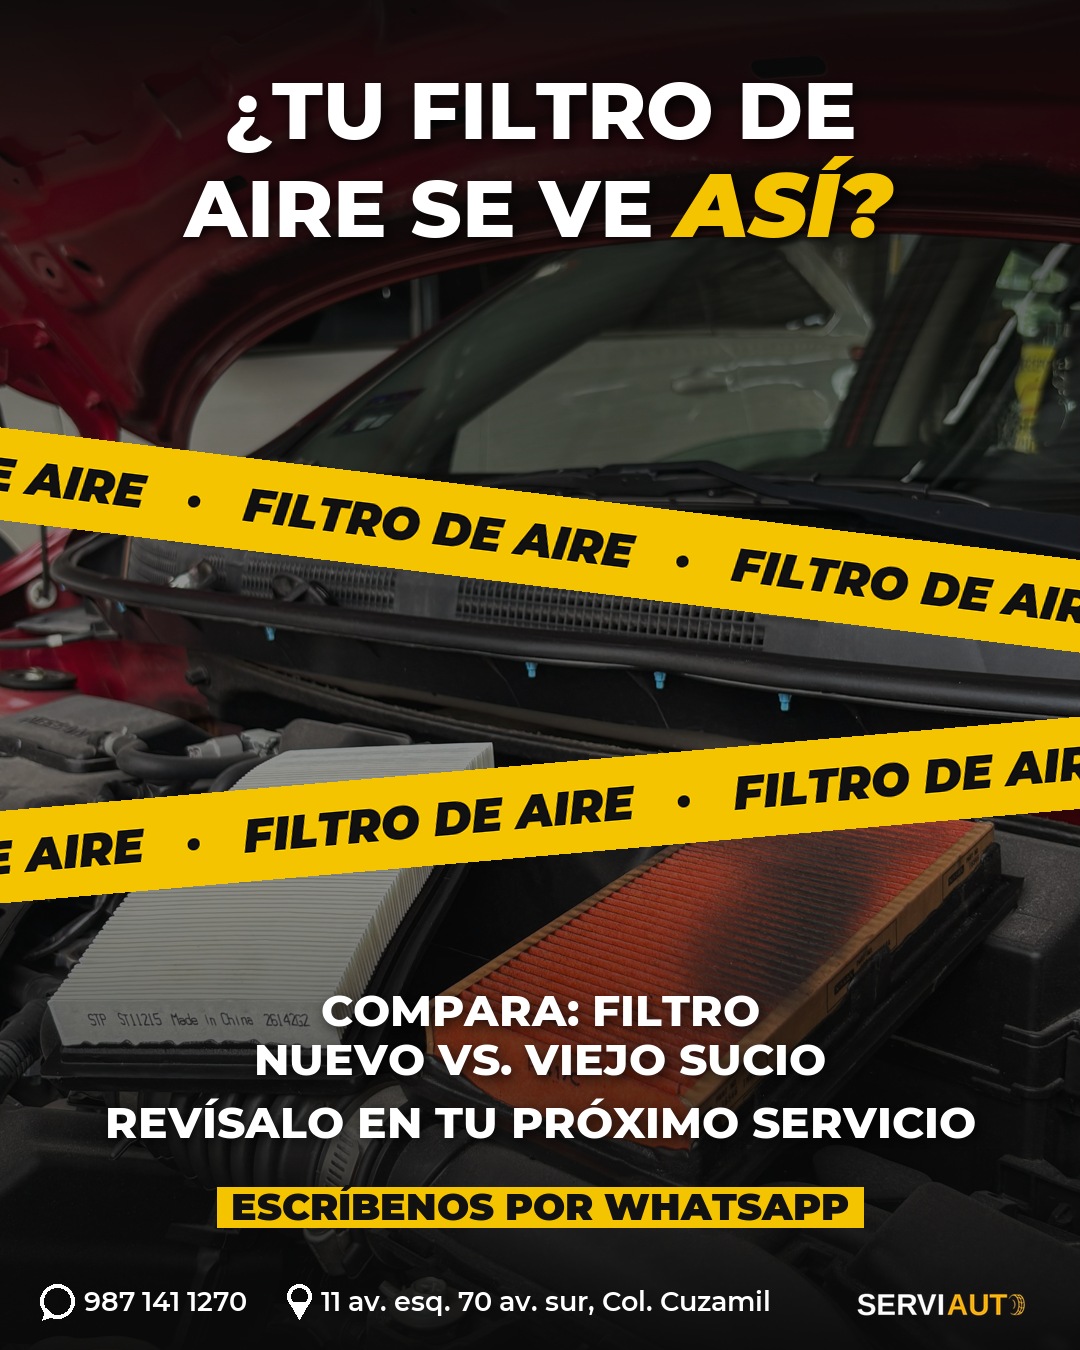 ¿TU FILTRO DE
AIRE SE VE ASÍ?
E AIRE • FILTRO DE AIRE • FILTRO DE AIR
E AIRE • FILTRO DE AIRE • FILTRO DE AIR
STP ST11215 Made in China 2614262
COMPARA: FILTRO
NUEVO VS. VIEJO SUCIO
REVÍSALO EN TU PRÓXIMO SERVICIO
ESCRÍBENOS POR WHATSAPP
987 141 1270
11 av. esq. 70 av. sur, Col. Cuzamil
SERVIAUTO